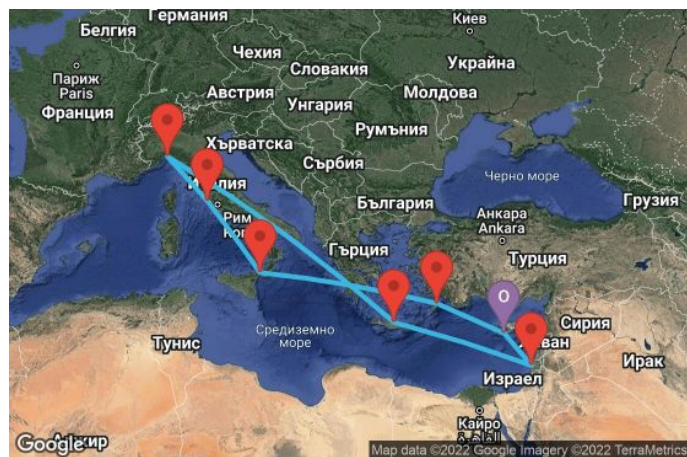 Германия
Белгия
Киев
Чехия
Париж
Paris
Украйна
Словакия
Франция
Австрия
Унгария
Молдова
Румъния
Хърватска
Сърбия
Черно море
Грузия
България
Рим
Анкара
Ankara
Гърция
Турция
Сирия
Тунис
Средиземно
море
Ирак
Израел
Кайро
القاهرة
Google
Map data ©2022 Google Imagery ©2022 TerraMetrics
O